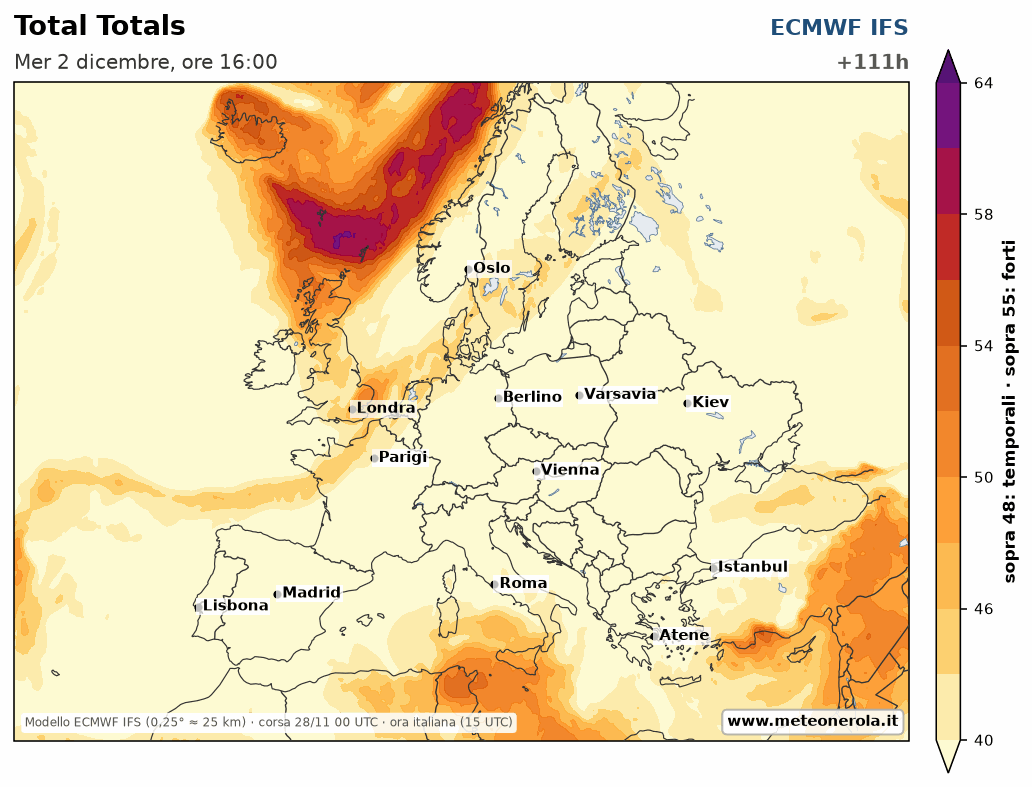 Total Totals
ECMWF IFS
Mer 2 dicembre, ore 16:00
+111h
64
58
54
50
46
40
sopra 48: temporali · sopra 55: forti
Oslo
Berlino
Varsavia
Kiev
Londra
Parigi
Vienna
Istanbul
Roma
Madrid
Lisbona
Atene
Modello ECMWF IFS (0,25° ≈ 25 km) · corsa 28/11 00 UTC · ora italiana (15 UTC)
www.meteonerola.it